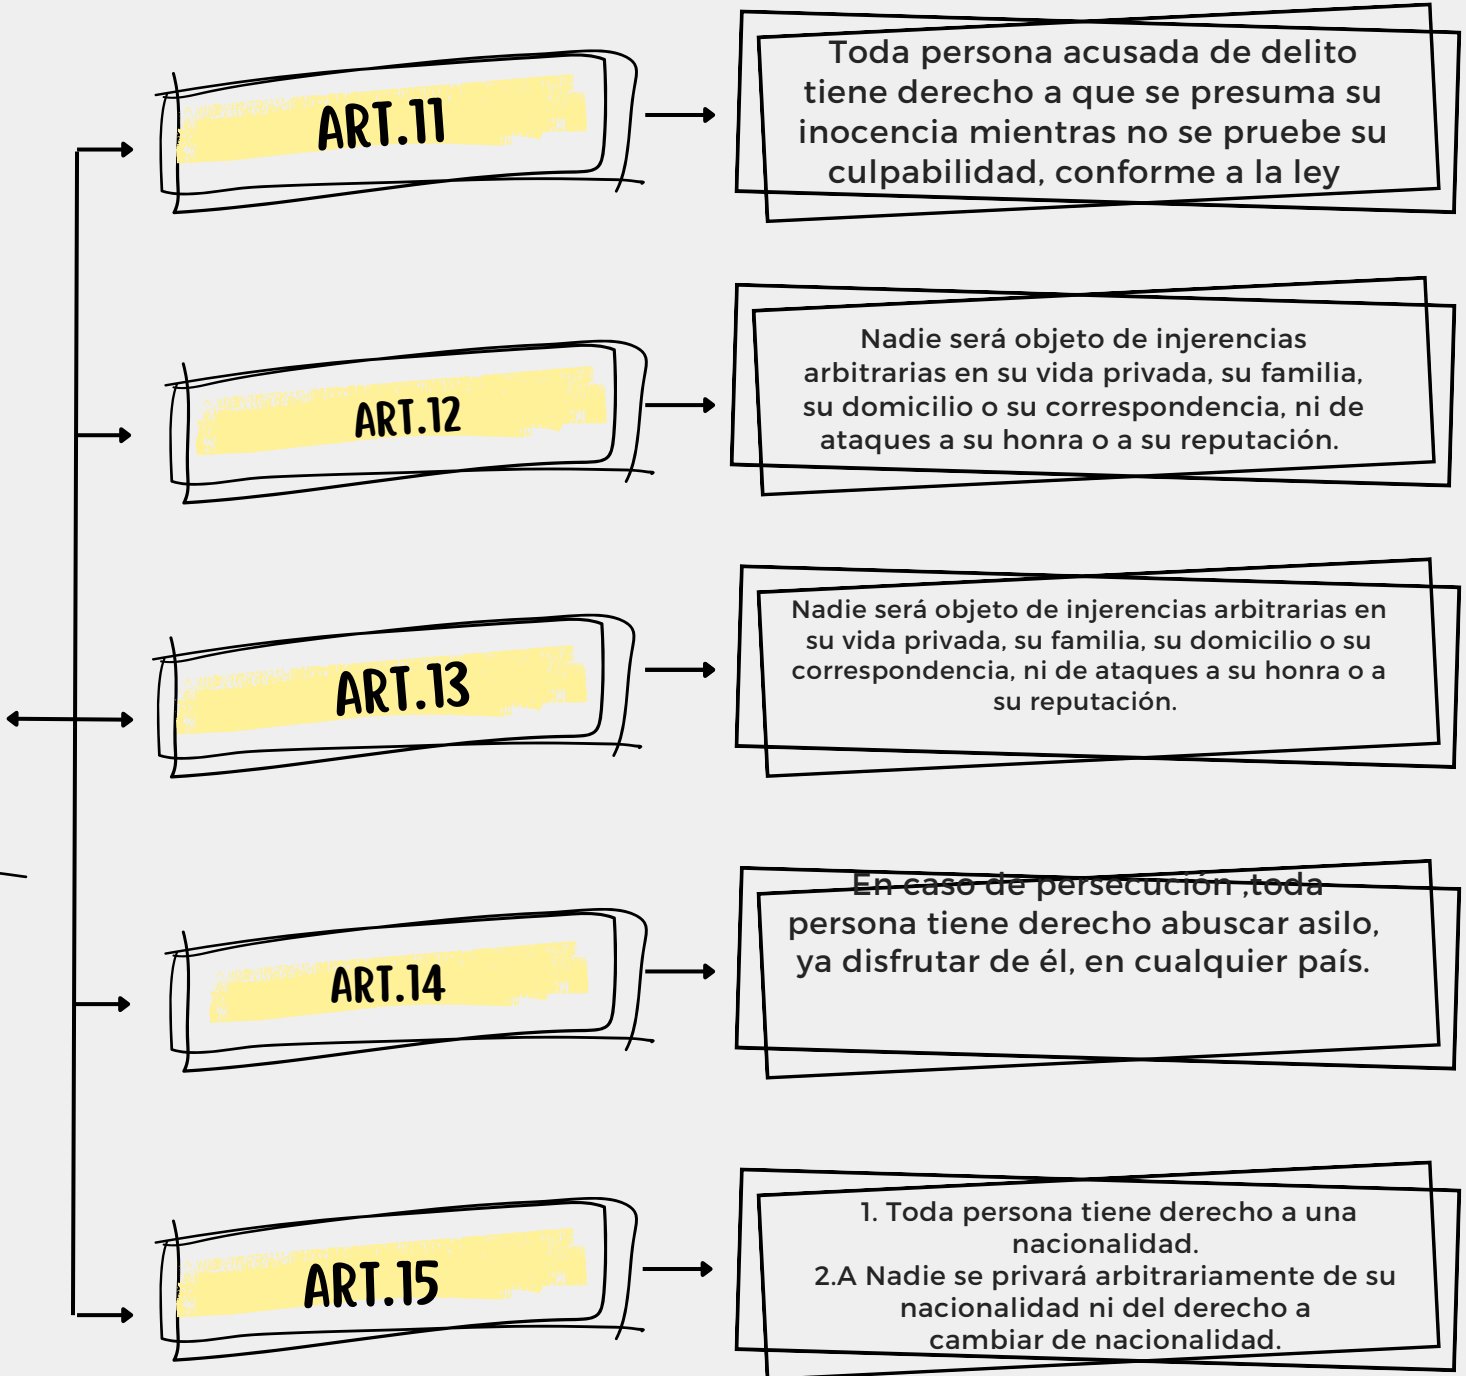 ART.11
Toda persona acusada de delito
tiene derecho a que se presuma su
inocencia mientras no se pruebe su
culpabilidad, conforme a la ley
ART.12
Nadie será objeto de injerencias
arbitrarias en su vida privada, su familia,
su domicilio o su correspondencia, ni de
ataques a su honra o a su reputación.
ART.13
Nadie será objeto de injerencias arbitrarias en
su vida privada, su familia, su domicilio o su
correspondencia, ni de ataques a su honra o a
su reputación.
ART.14
En caso de persecución ,toda
persona tiene derecho abuscar asilo,
ya disfrutar de él, en cualquier país.
ART.15
1. Toda persona tiene derecho a una
nacionalidad.
2.A Nadie se privará arbitrariamente de su
nacionalidad ni del derecho a
cambiar de nacionalidad.